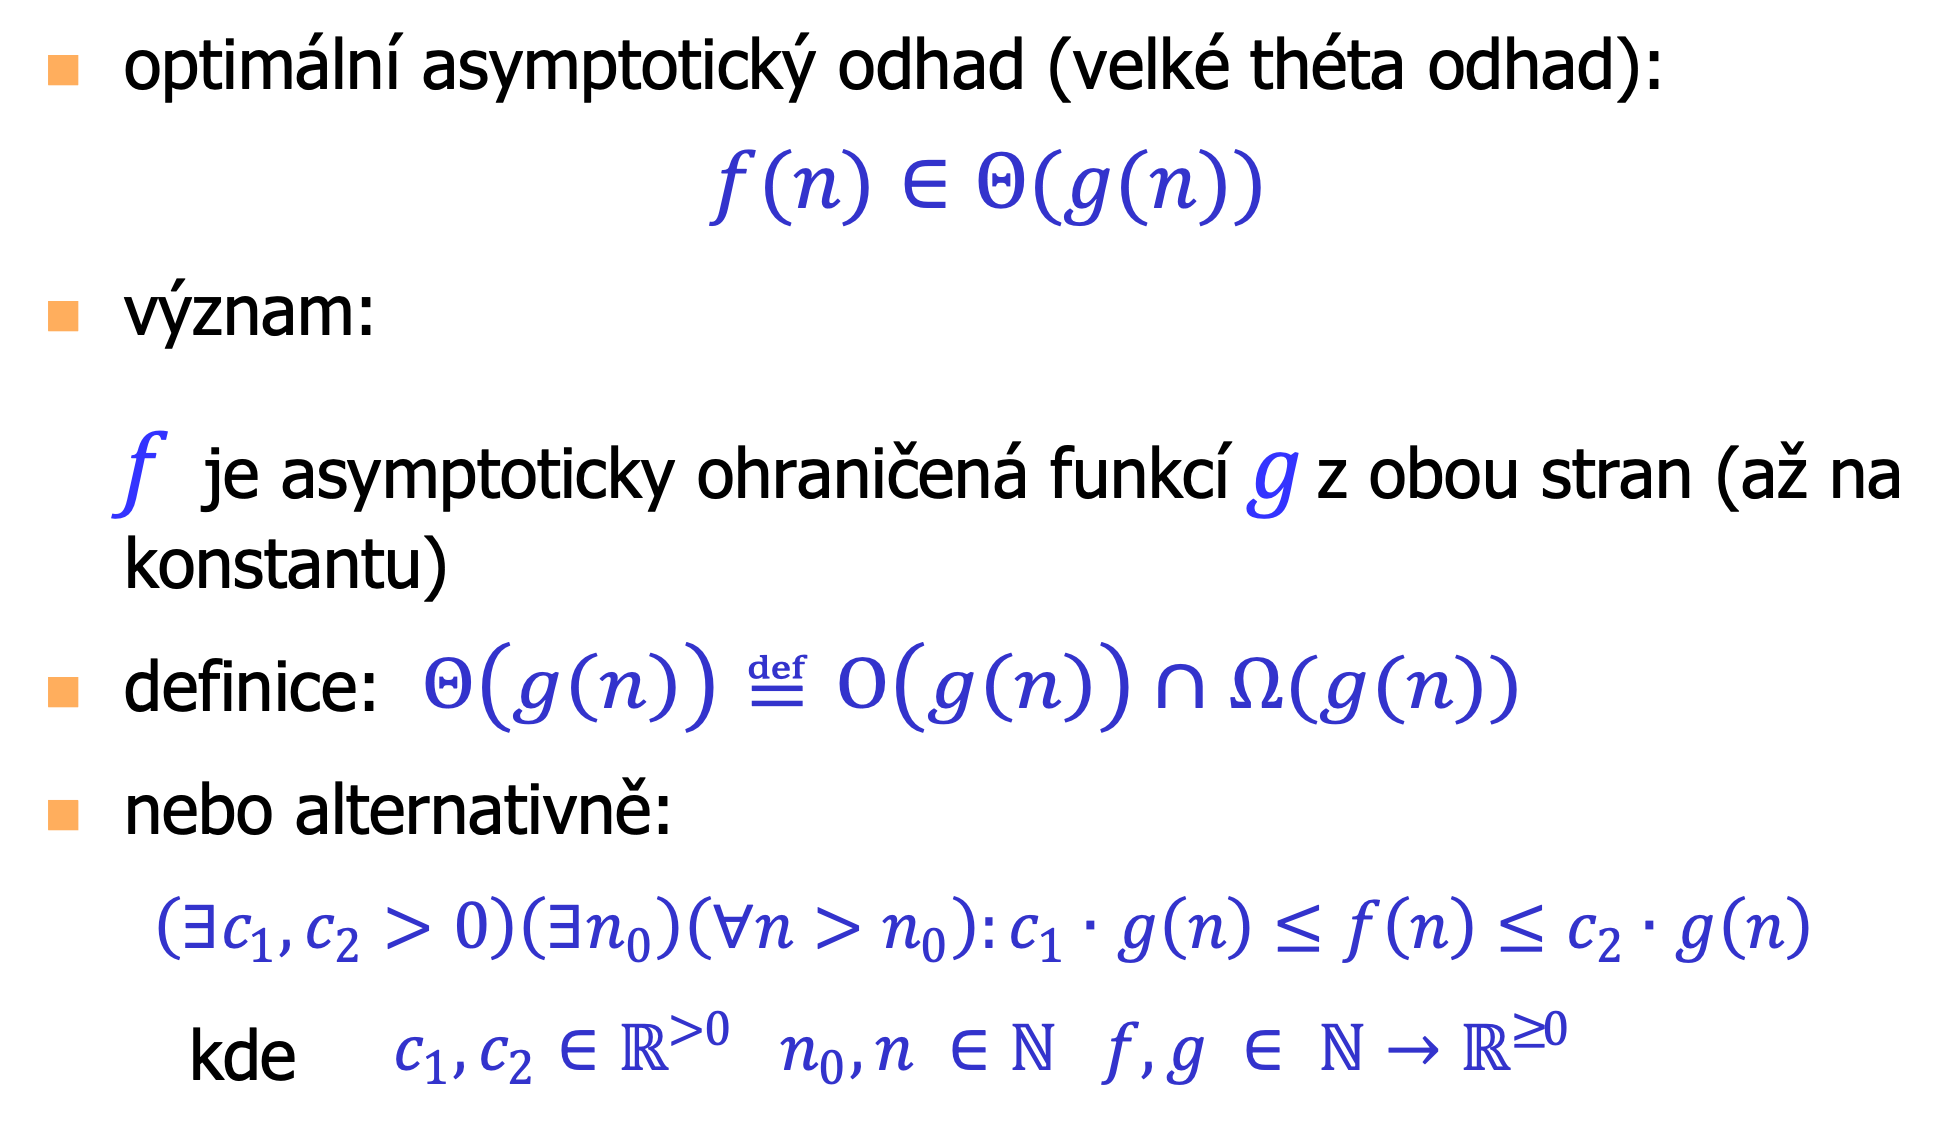 optimální asymptotický odhad (velké théta odhad):
f(n) ∈ Θ(g(n))
význam:
f je asymptoticky ohraničená funkcí g z obou stran (až na
konstantu)
definice: Θ(g(n)) ≝ O(g(n)) ∩ Ω(g(n))
nebo alternativně:
(∃c₁, c₂ > 0)(∃n₀)(∀n > n₀): c₁ · g(n) ≤ f(n) ≤ c₂ · g(n)
kde c₁, c₂ ∈ ℝ^{>0} n₀, n ∈ ℕ f, g ∈ ℕ → ℝ^{≥0}